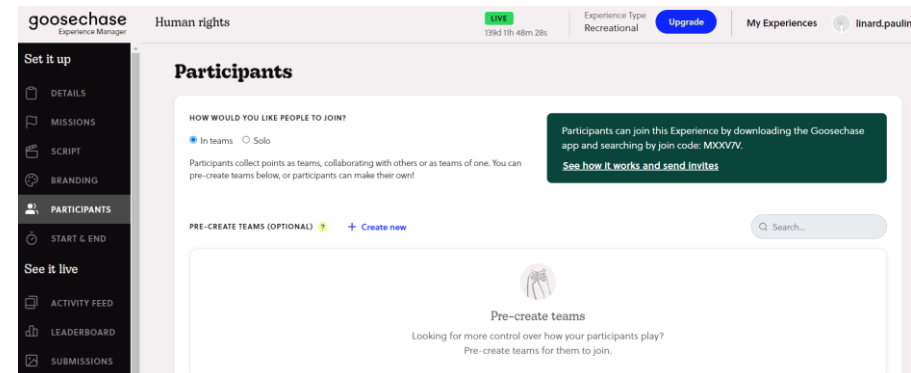 goosechase
Experience Manager
Human rights
LIVE
139d 11h 48m 28s
Experience Type
Recreational
Upgrade
My Experiences
linard.paulin
Set it up
DETAILS
MISSIONS
SCRIPT
BRANDING
PARTICIPANTS
START & END
See it live
ACTIVITY FEED
LEADERBOARD
SUBMISSIONS
Participants
HOW WOULD YOU LIKE PEOPLE TO JOIN?
In teams Solo
Participants collect points as teams, collaborating with others or as teams of one. You can
pre-create teams below, or participants can make their own!
Participants can join this Experience by downloading the Goosechase
app and searching by join code: MXXV7V.
See how it works and send invites
PRE-CREATE TEAMS (OPTIONAL) ? + Create new
Search...
Pre-create teams
Looking for more control over how your participants play?
Pre-create teams for them to join.